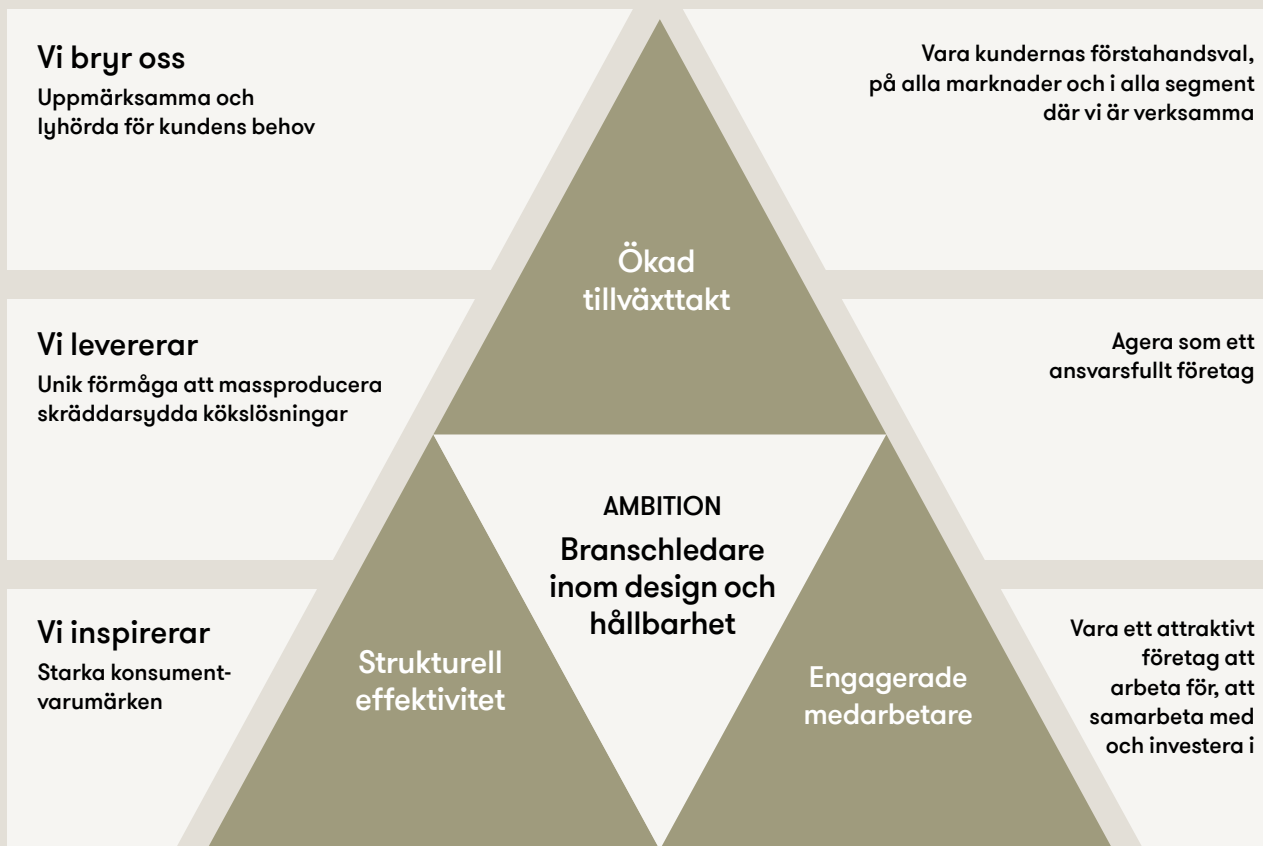 Vi bryr oss
Uppmärksamma och
lyhörda för kundens behov
Vara kundernas förstahandsval,
på alla marknader och i alla segment
där vi är verksamma
Ökad
tillväxttakt
Vi levererar
Unik förmåga att massproducera
skräddarsydda kökslösningar
Agera som ett
ansvarsfullt företag
AMBITION
Branschledare
inom design och
hållbarhet
Vi inspirerar
Starka konsument-
varumärken
Strukturell
effektivitet
Engagerade
medarbetare
Vara ett attraktivt
företag att
arbeta för, att
samarbeta med
och investera i